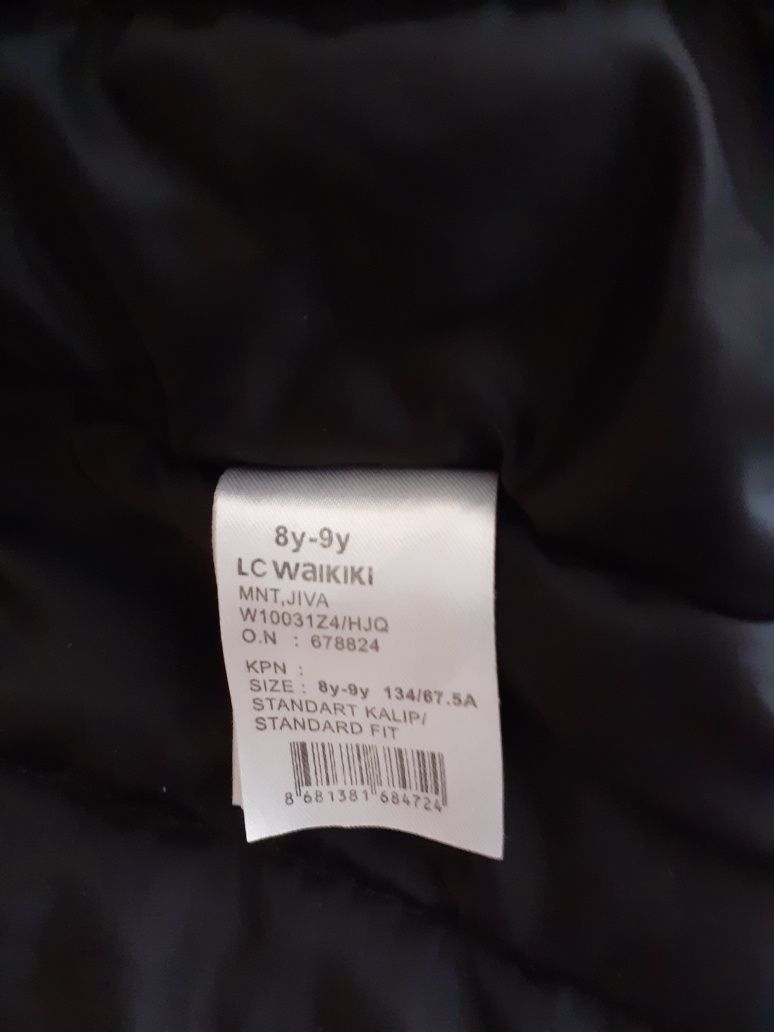 8y-9y
LC WAIKIKI
MNT,JIVA
W10031Z4/HJQ
O.N : 678824
KPN :
SIZE : 8y-9y 134/67.5A
STANDART KALIP/
STANDARD FIT
8 681381 684724